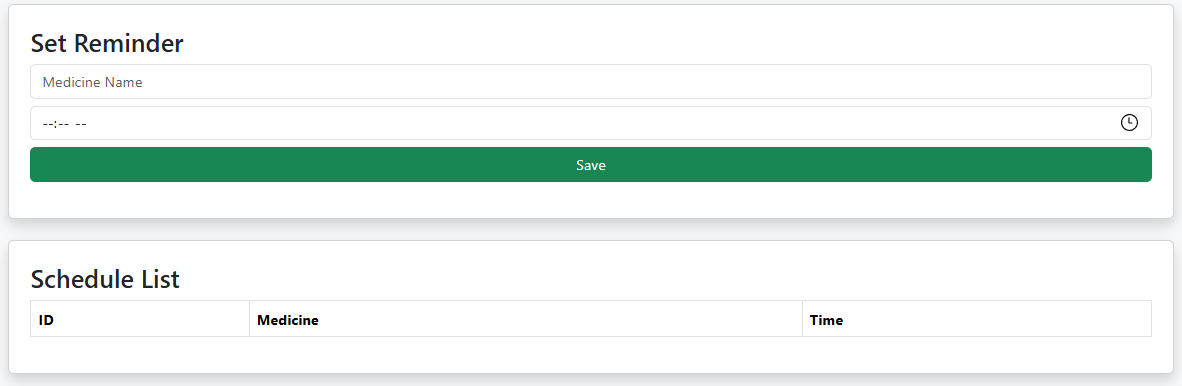 Set Reminder
Medicine Name
--:-- --
Save
Schedule List
ID Medicine Time